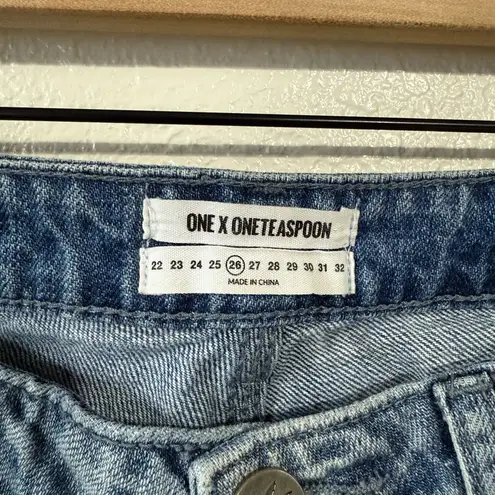 ONE X ONETEASPOON
22 23 24 25 26 27 28 29 30 31 32
MADE IN CHINA